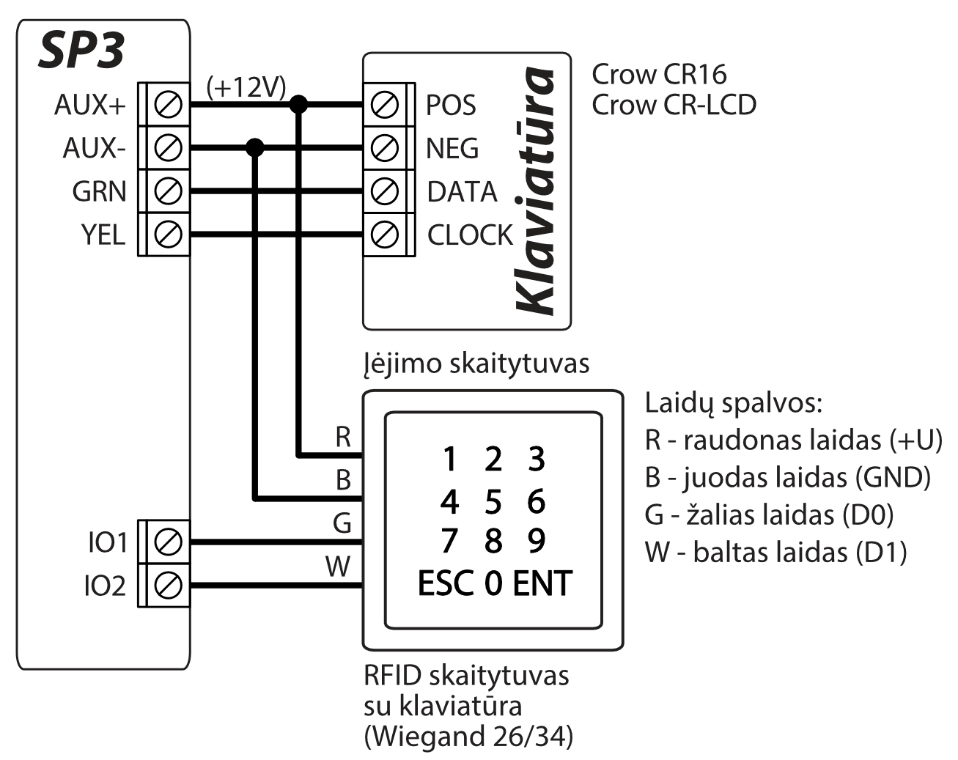 SP3
AUX+
AUX-
GRN
YEL
(+12V)
POS
NEG
DATA
CLOCK
Klaviatūra
Crow CR16
Crow CR-LCD
Įėjimo skaitytuvas
R
B
G
W
IO1
IO2
1 2 3
4 5 6
7 8 9
ESC 0 ENT
Laidų spalvos:
R - raudonas laidas (+U)
B - juodas laidas (GND)
G - žalias laidas (D0)
W - baltas laidas (D1)
RFID skaitytuvas
su klaviatūra
(Wiegand 26/34)